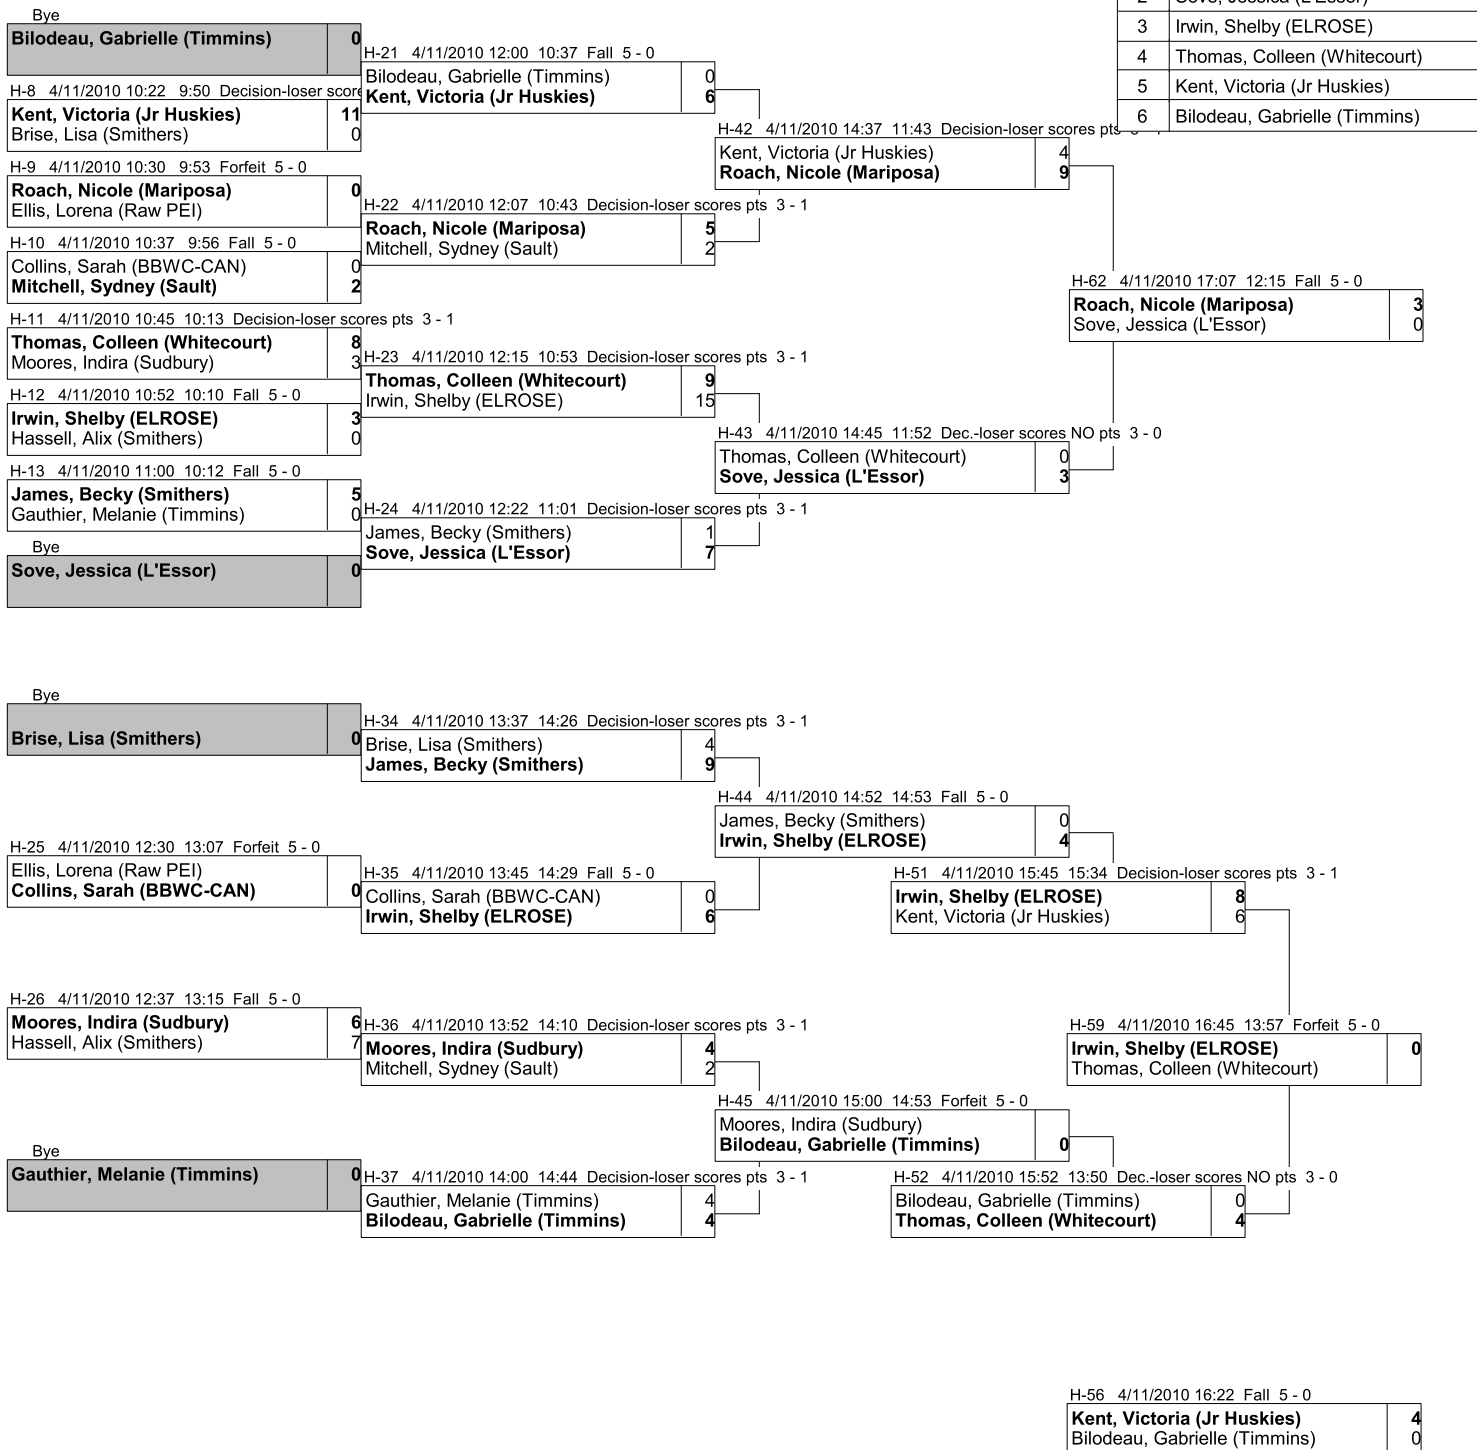 Bye
Bilodeau, Gabrielle (Timmins) 0
H-8 4/11/2010 10:22 9:50 Decision-loser score
Kent, Victoria (Jr Huskies) 11
Brise, Lisa (Smithers) 0
H-9 4/11/2010 10:30 9:53 Forfeit 5 - 0
Roach, Nicole (Mariposa) 0
Ellis, Lorena (Raw PEI)
H-10 4/11/2010 10:37 9:56 Fall 5 - 0
Collins, Sarah (BBWC-CAN) 0
Mitchell, Sydney (Sault) 2
H-11 4/11/2010 10:45 10:13 Decision-loser scores pts 3 - 1
Thomas, Colleen (Whitecourt) 8
Moores, Indira (Sudbury) 3
H-12 4/11/2010 10:52 10:10 Fall 5 - 0
Irwin, Shelby (ELROSE) 3
Hassell, Alix (Smithers) 0
H-13 4/11/2010 11:00 10:12 Fall 5 - 0
James, Becky (Smithers) 5
Gauthier, Melanie (Timmins) 0
Bye
Sove, Jessica (L'Essor) 0
H-21 4/11/2010 12:00 10:37 Fall 5 - 0
Bilodeau, Gabrielle (Timmins) 0
Kent, Victoria (Jr Huskies) 6
H-22 4/11/2010 12:07 10:43 Decision-loser scores pts 3 - 1
Roach, Nicole (Mariposa) 5
Mitchell, Sydney (Sault) 2
H-23 4/11/2010 12:15 10:53 Decision-loser scores pts 3 - 1
Thomas, Colleen (Whitecourt) 9
Irwin, Shelby (ELROSE) 15
H-24 4/11/2010 12:22 11:01 Decision-loser scores pts 3 - 1
James, Becky (Smithers) 1
Sove, Jessica (L'Essor) 7
H-42 4/11/2010 14:37 11:43 Decision-loser scores pts
Kent, Victoria (Jr Huskies) 4
Roach, Nicole (Mariposa) 9
H-43 4/11/2010 14:45 11:52 Dec.-loser scores NO pts 3 - 0
Thomas, Colleen (Whitecourt) 0
Sove, Jessica (L'Essor) 3
H-62 4/11/2010 17:07 12:15 Fall 5 - 0
Roach, Nicole (Mariposa) 3
Sove, Jessica (L'Essor) 0
2 Sove, Jessica (L'Essor)
3 Irwin, Shelby (ELROSE)
4 Thomas, Colleen (Whitecourt)
5 Kent, Victoria (Jr Huskies)
6 Bilodeau, Gabrielle (Timmins)
Bye
Brise, Lisa (Smithers) 0
H-25 4/11/2010 12:30 13:07 Forfeit 5 - 0
Ellis, Lorena (Raw PEI)
Collins, Sarah (BBWC-CAN) 0
H-26 4/11/2010 12:37 13:15 Fall 5 - 0
Moores, Indira (Sudbury) 6
Hassell, Alix (Smithers) 7
Bye
Gauthier, Melanie (Timmins) 0
H-34 4/11/2010 13:37 14:26 Decision-loser scores pts 3 - 1
Brise, Lisa (Smithers) 4
James, Becky (Smithers) 9
H-35 4/11/2010 13:45 14:29 Fall 5 - 0
Collins, Sarah (BBWC-CAN) 0
Irwin, Shelby (ELROSE) 6
H-36 4/11/2010 13:52 14:10 Decision-loser scores pts 3 - 1
Moores, Indira (Sudbury) 4
Mitchell, Sydney (Sault) 2
H-37 4/11/2010 14:00 14:44 Decision-loser scores pts 3 - 1
Gauthier, Melanie (Timmins) 4
Bilodeau, Gabrielle (Timmins) 4
H-44 4/11/2010 14:52 14:53 Fall 5 - 0
James, Becky (Smithers) 0
Irwin, Shelby (ELROSE) 4
H-45 4/11/2010 15:00 14:53 Forfeit 5 - 0
Moores, Indira (Sudbury)
Bilodeau, Gabrielle (Timmins) 0
H-51 4/11/2010 15:45 15:34 Decision-loser scores pts 3 - 1
Irwin, Shelby (ELROSE) 8
Kent, Victoria (Jr Huskies) 6
H-52 4/11/2010 15:52 13:50 Dec.-loser scores NO pts 3 - 0
Bilodeau, Gabrielle (Timmins) 0
Thomas, Colleen (Whitecourt) 4
H-59 4/11/2010 16:45 13:57 Forfeit 5 - 0
Irwin, Shelby (ELROSE) 0
Thomas, Colleen (Whitecourt)
H-56 4/11/2010 16:22 Fall 5 - 0
Kent, Victoria (Jr Huskies) 4
Bilodeau, Gabrielle (Timmins) 0